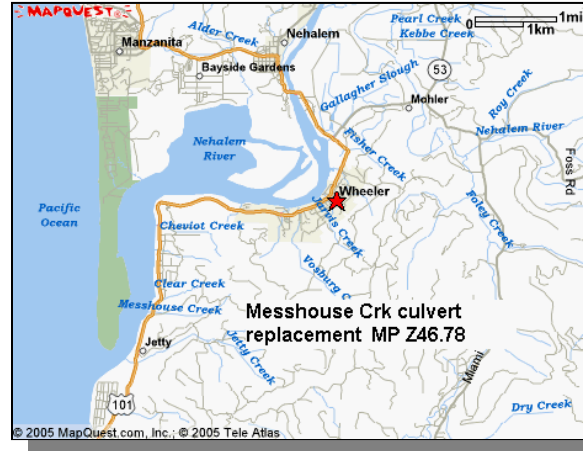 MAPQUEST
Alder Creek
Nehalem
Pearl Creek
0 1mi
Kebbe Creek
1km
Manzanita
Bayside Gardens
53
Gallagher Slough
Mohler
Roy Creek
Nehalem River
Fisher Creek
Nehalem
River
Foss Rd
Wheeler
Pacific
Ocean
Jarvis Creek
Foley Creek
Cheviot Creek
Vosburg C
Clear Creek
Messhouse Creek
Messhouse Crk culvert
replacement MP Z46.78
Jetty
Jetty Creek
Miami
101
Dry Creek
© 2005 MapQuest.com, Inc.; © 2005 Tele Atlas